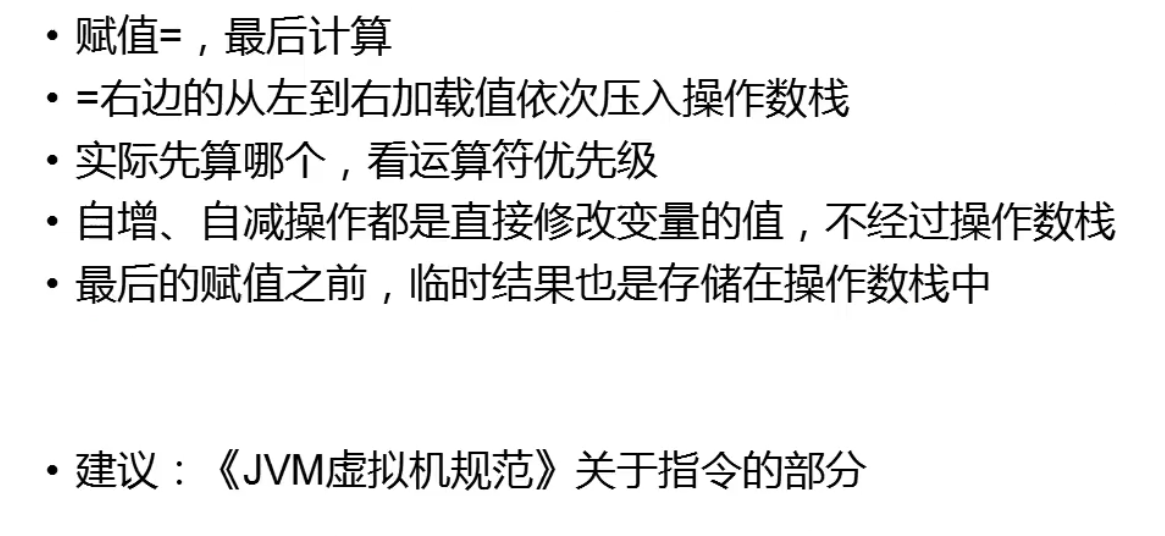 • 赋值=，最后计算
• =右边的从左到右加载值依次压入操作数栈
• 实际先算哪个，看运算符优先级
• 自增、自减操作都是直接修改变量的值，不经过操作数栈
• 最后的赋值之前，临时结果也是存储在操作数栈中
• 建议：《JVM虚拟机规范》关于指令的部分